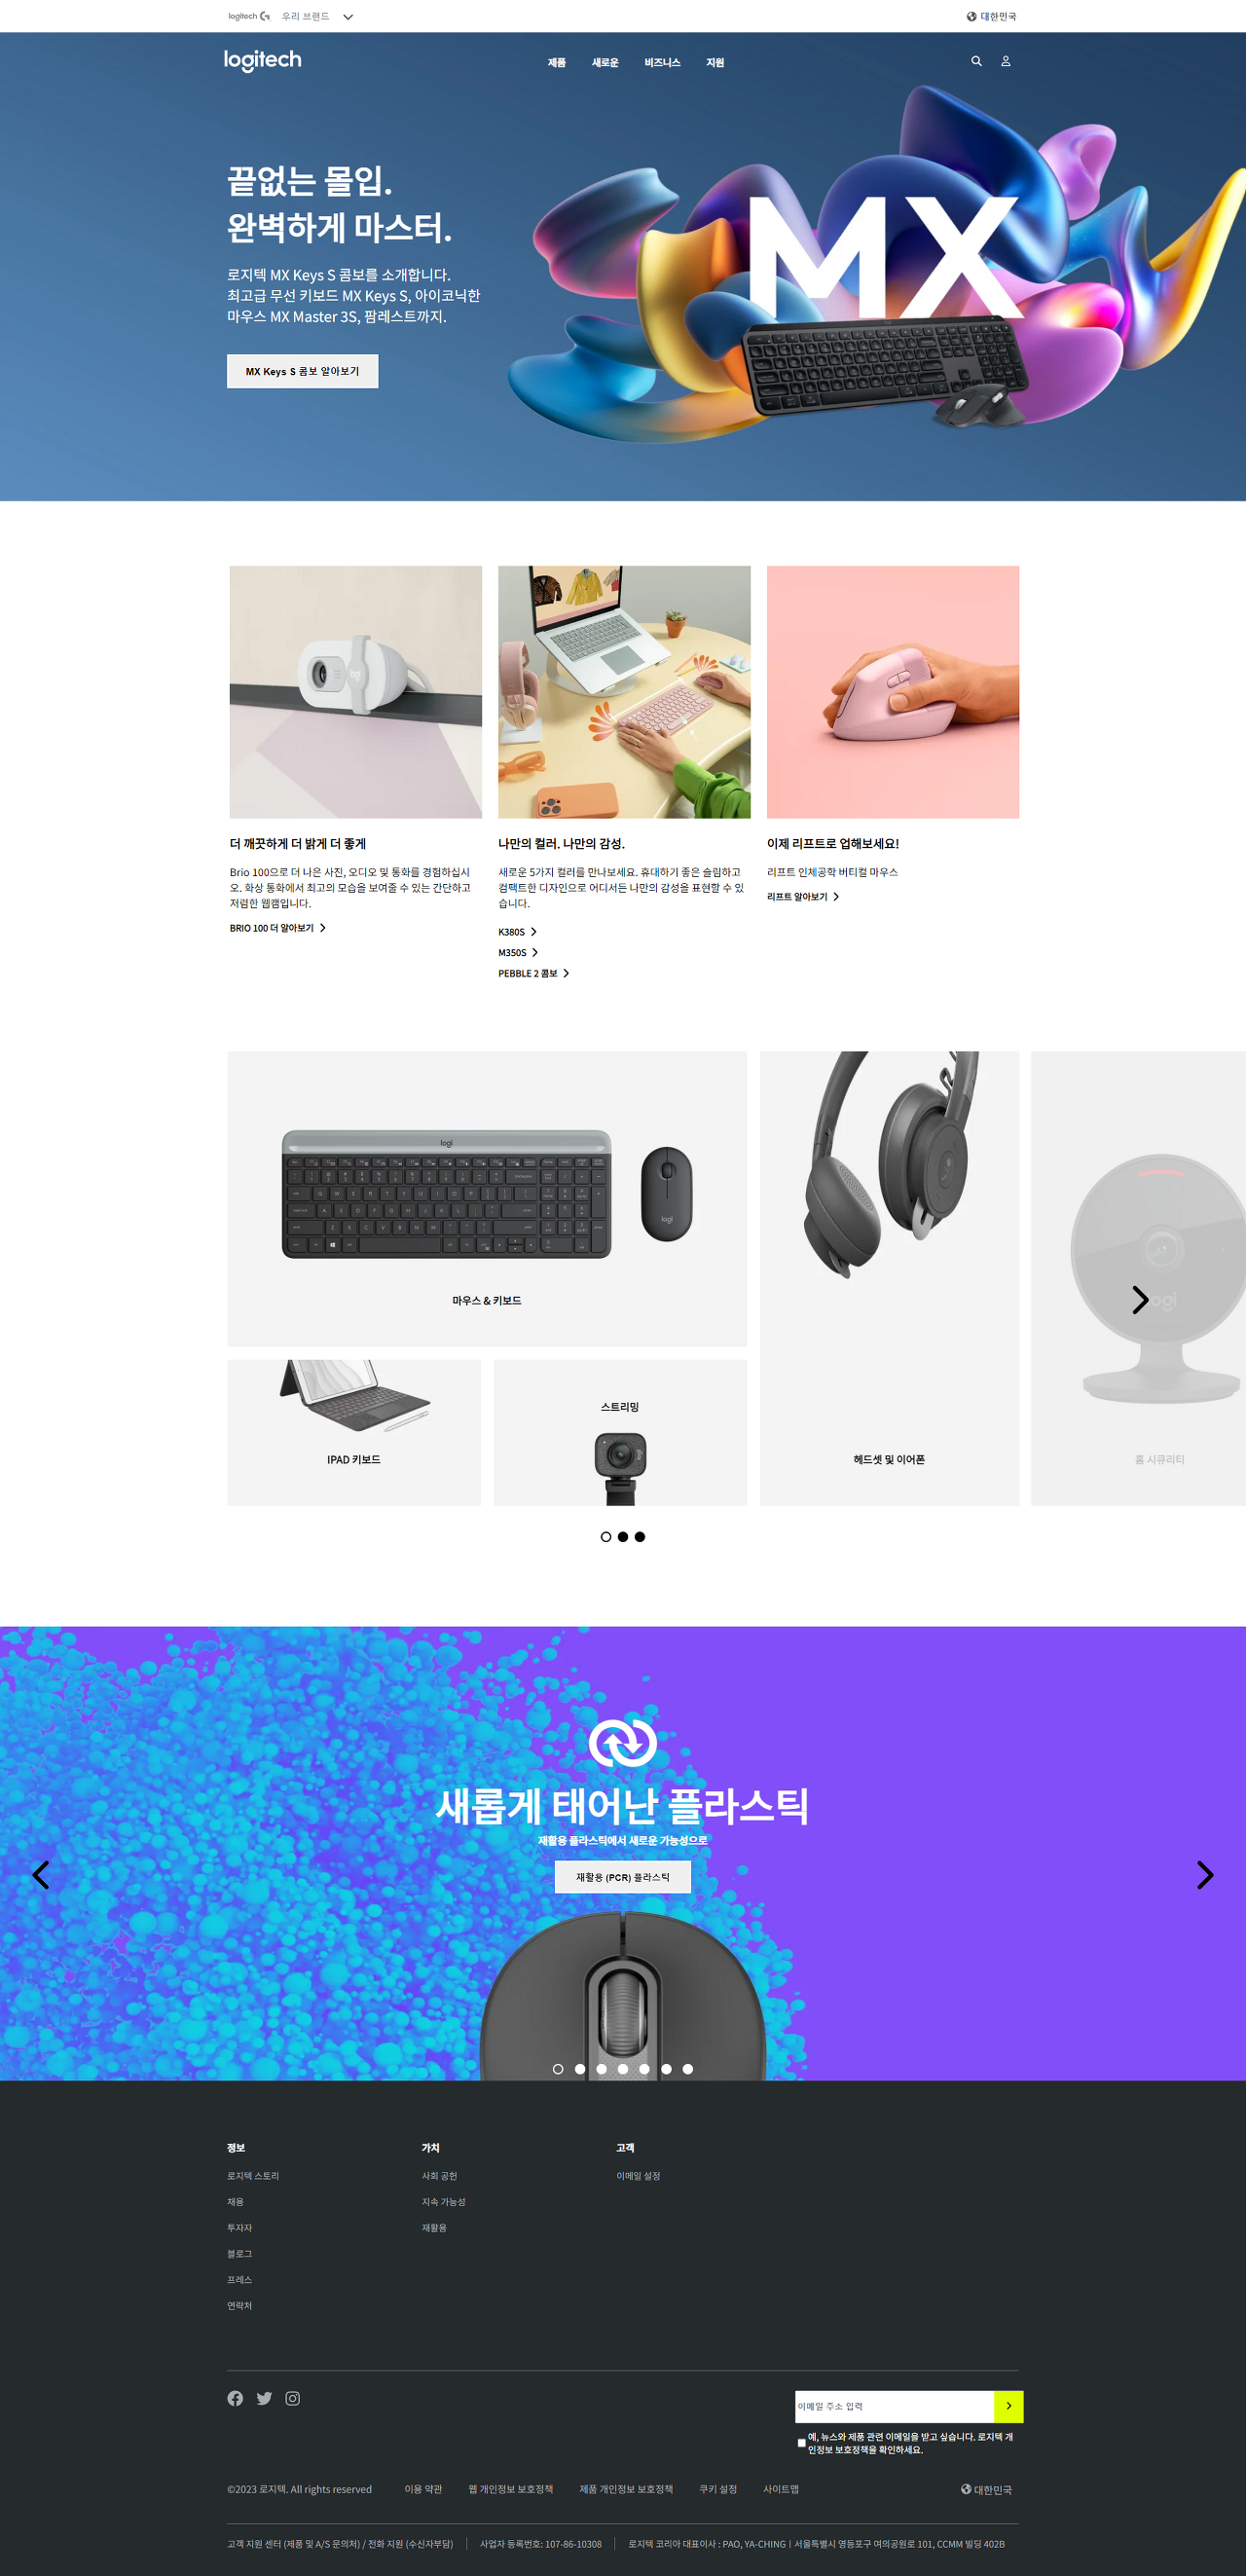 logitech G 우리 브랜드
대한민국
logitech
제품 새로운 비즈니스 지원
끝없는 몰입.
완벽하게 마스터.
로지텍 MX Keys S 콤보를 소개합니다.
최고급 무선 키보드 MX Keys S, 아이코닉한
마우스 MX Master 3S, 팜레스트까지.
MX Keys S 콤보 알아보기
MX
더 깨끗하게 더 밝게 더 좋게
Brio 100으로 더 나은 사진, 오디오 및 통화를 경험하십시
오. 화상 통화에서 최고의 모습을 보여줄 수 있는 간단하고
저렴한 웹캠입니다.
BRIO 100 더 알아보기
나만의 컬러. 나만의 감성.
새로운 5가지 컬러를 만나보세요. 휴대하기 좋은 슬림하고
컴팩트한 디자인으로 어디서든 나만의 감성을 표현할 수 있
습니다.
K380S
M350S
PEBBLE 2 콤보
이제 리프트로 업해보세요!
리프트 인체공학 버티컬 마우스
리프트 알아보기
logi
logi
마우스 & 키보드
IPAD 키보드
스트리밍
헤드셋 및 이어폰
logi
홈 시큐리티
새롭게 태어난 플라스틱
재활용 플라스틱에서 새로운 가능성으로
재활용 (PCR) 플라스틱
정보
로지텍 스토리
채용
투자자
블로그
프레스
연락처
가치
사회 공헌
지속 가능성
재활용
고객
이메일 설정
이메일 주소 입력
예, 뉴스와 제품 관련 이메일을 받고 싶습니다. 로지텍 개
인정보 보호정책을 확인하세요.
©2023 로지텍. All rights reserved 이용 약관 웹 개인정보 보호정책 제품 개인정보 보호정책 쿠키 설정 사이트맵 대한민국
고객 지원 센터 (제품 및 A/S 문의처) / 전화 지원 (수신자부담) | 사업자 등록번호: 107-86-10308 | 로지텍 코리아 대표이사 : PAO, YA-CHING | 서울특별시 영등포구 여의공원로 101, CCMM 빌딩 402B